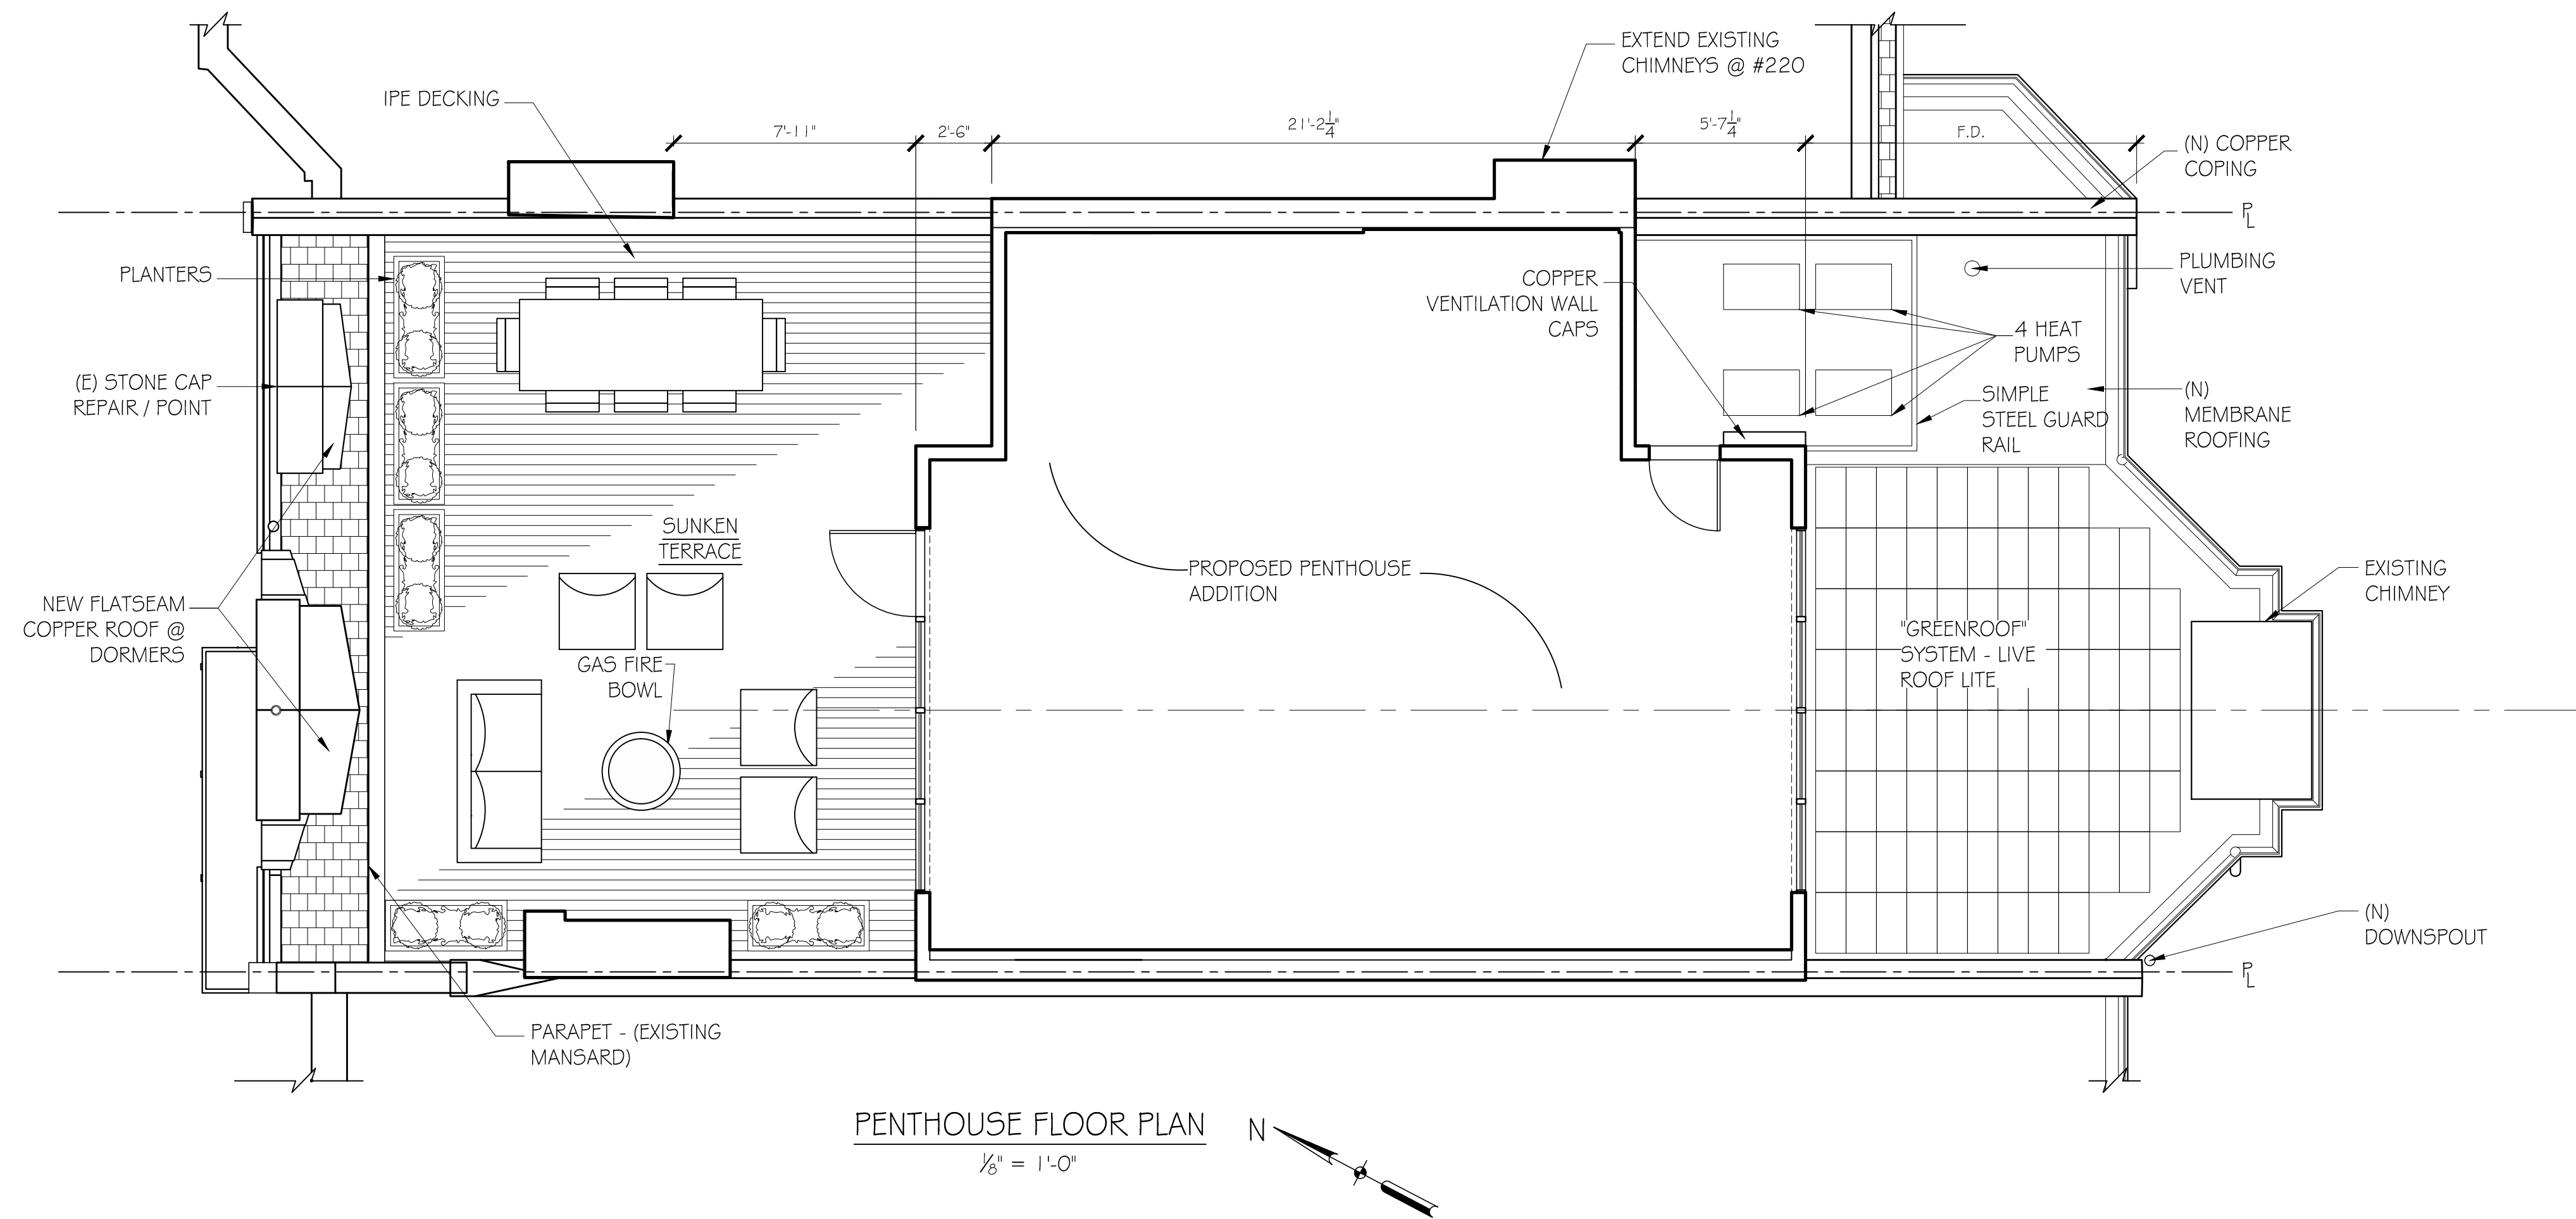 EXTEND EXISTING
CHIMNEYS @ #220
IPE DECKING
7'-11"
2'-6"
21'-2 1/4"
5'-7 1/4"
F.D.
(N) COPPER
COPING
PL
PLANTERS
COPPER
VENTILATION WALL
CAPS
PLUMBING
VENT
4 HEAT
PUMPS
(E) STONE CAP
REPAIR / POINT
SIMPLE
STEEL GUARD
RAIL
(N)
MEMBRANE
ROOFING
SUNKEN
TERRACE
PROPOSED PENTHOUSE
ADDITION
EXISTING
CHIMNEY
NEW FLATSEAM
COPPER ROOF @
DORMERS
"GREENROOF"
SYSTEM - LIVE
ROOF LITE
GAS FIRE
BOWL
(N)
DOWNSPOUT
PL
PARAPET - (EXISTING
MANSARD)
PENTHOUSE FLOOR PLAN
1/8" = 1'-0"
N